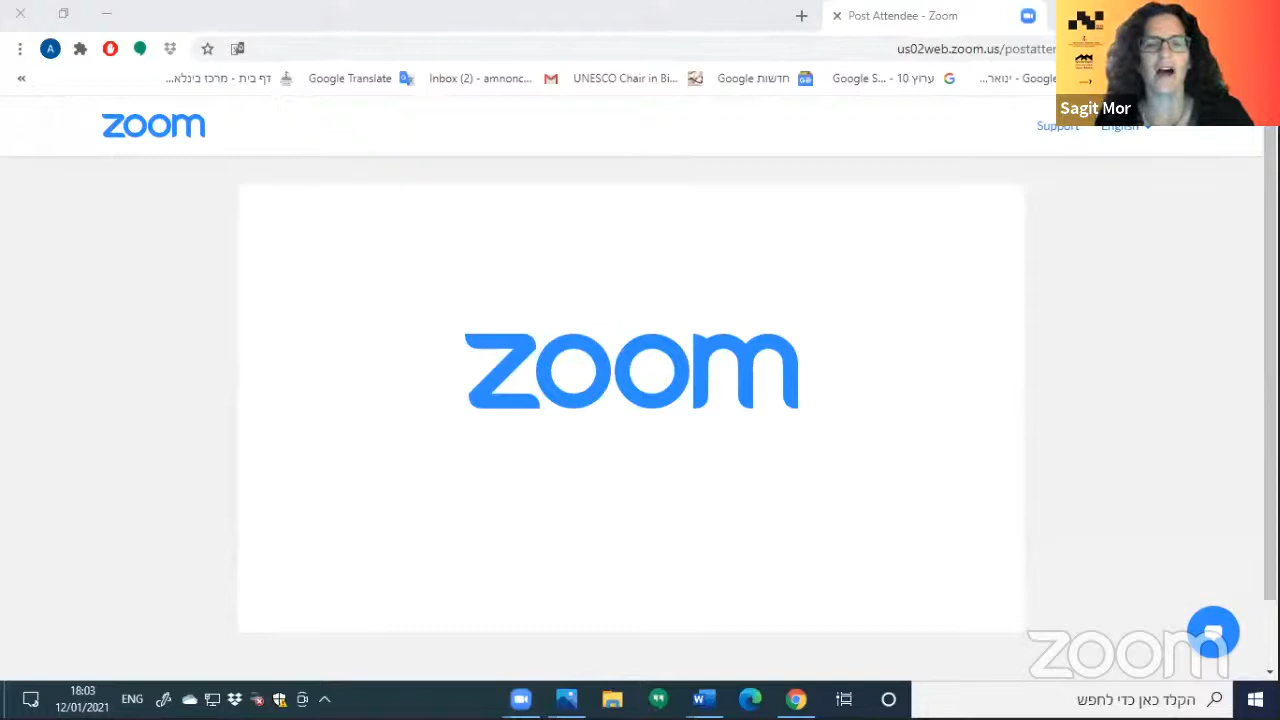 Post Attendee - Zoom
us02web.zoom.us/postatter
דף בית - מרכז בינלא...
Google Translate
Inbox (2) - amnonc...
UNESCO Chair in Bi...
Google חדשות
Google S... - ערוץ 10
ינואר... - Google
Sagit Mor
zoom
Support
English
zoom
zoom
18:03
12/01/2021
ENG
הקלד כאן כדי לחפש